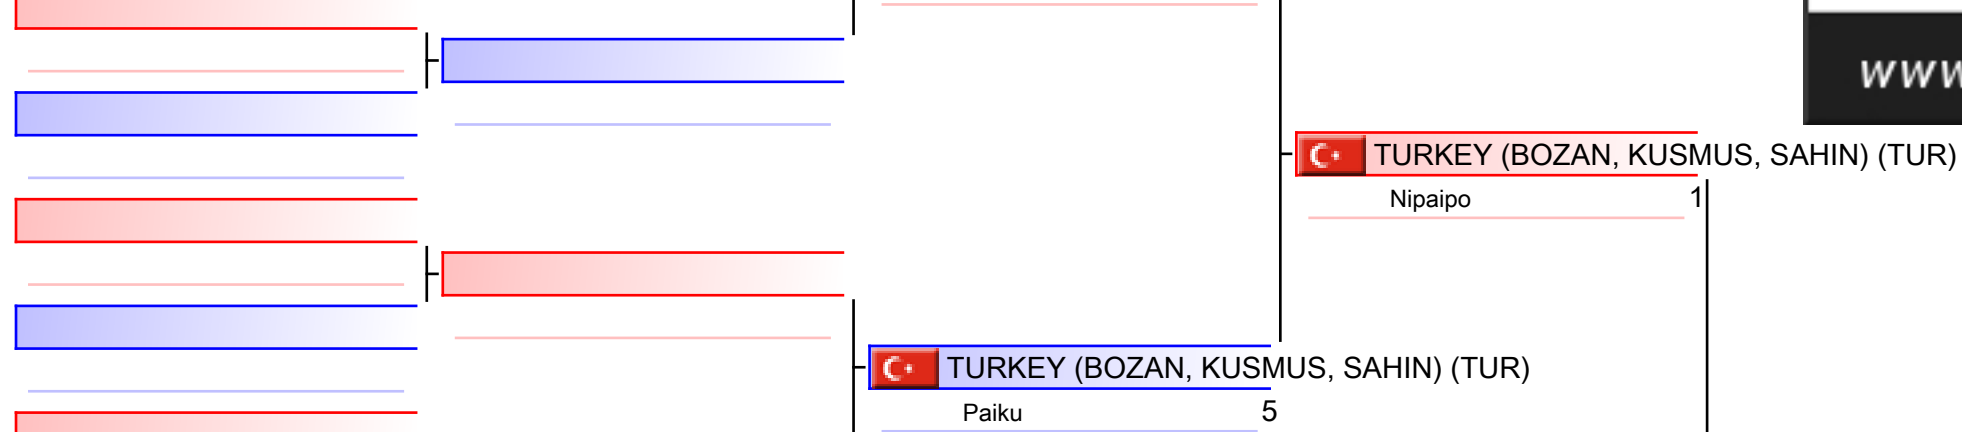 www
TURKEY (BOZAN, KUSMUS, SAHIN) (TUR)
Nipaipo 1
TURKEY (BOZAN, KUSMUS, SAHIN) (TUR)
Paiku 5